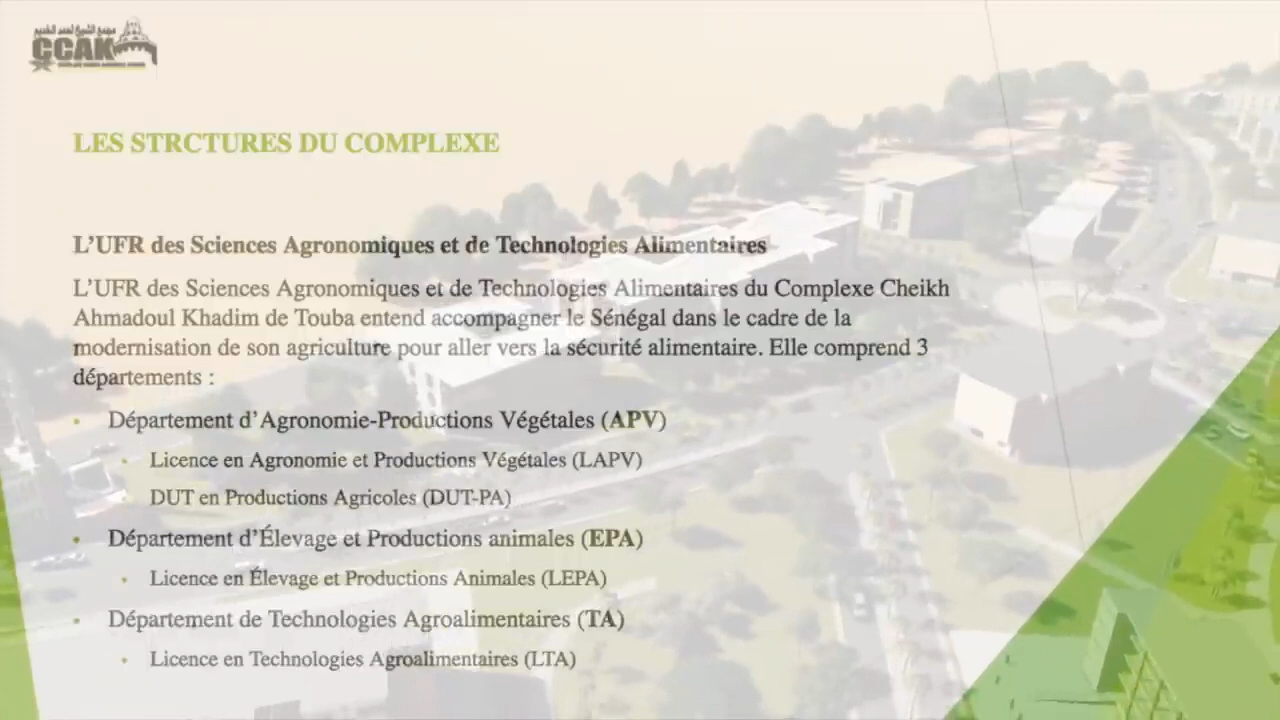 مجمع الشيخ احمد الخديم
CCAK
LES STRCTURES DU COMPLEXE
L’UFR des Sciences Agronomiques et de Technologies Alimentaires
L’UFR des Sciences Agronomiques et de Technologies Alimentaires du Complexe Cheikh
Ahmadoul Khadim de Touba entend accompagner le Sénégal dans le cadre de la
modernisation de son agriculture pour aller vers la sécurité alimentaire. Elle comprend 3
départements :
• Département d’Agronomie-Productions Végétales (APV)
• Licence en Agronomie et Productions Végétales (LAPV)
• DUT en Productions Agricoles (DUT-PA)
• Département d’Élevage et Productions animales (EPA)
• Licence en Élevage et Productions Animales (LEPA)
• Département de Technologies Agroalimentaires (TA)
• Licence en Technologies Agroalimentaires (LTA)